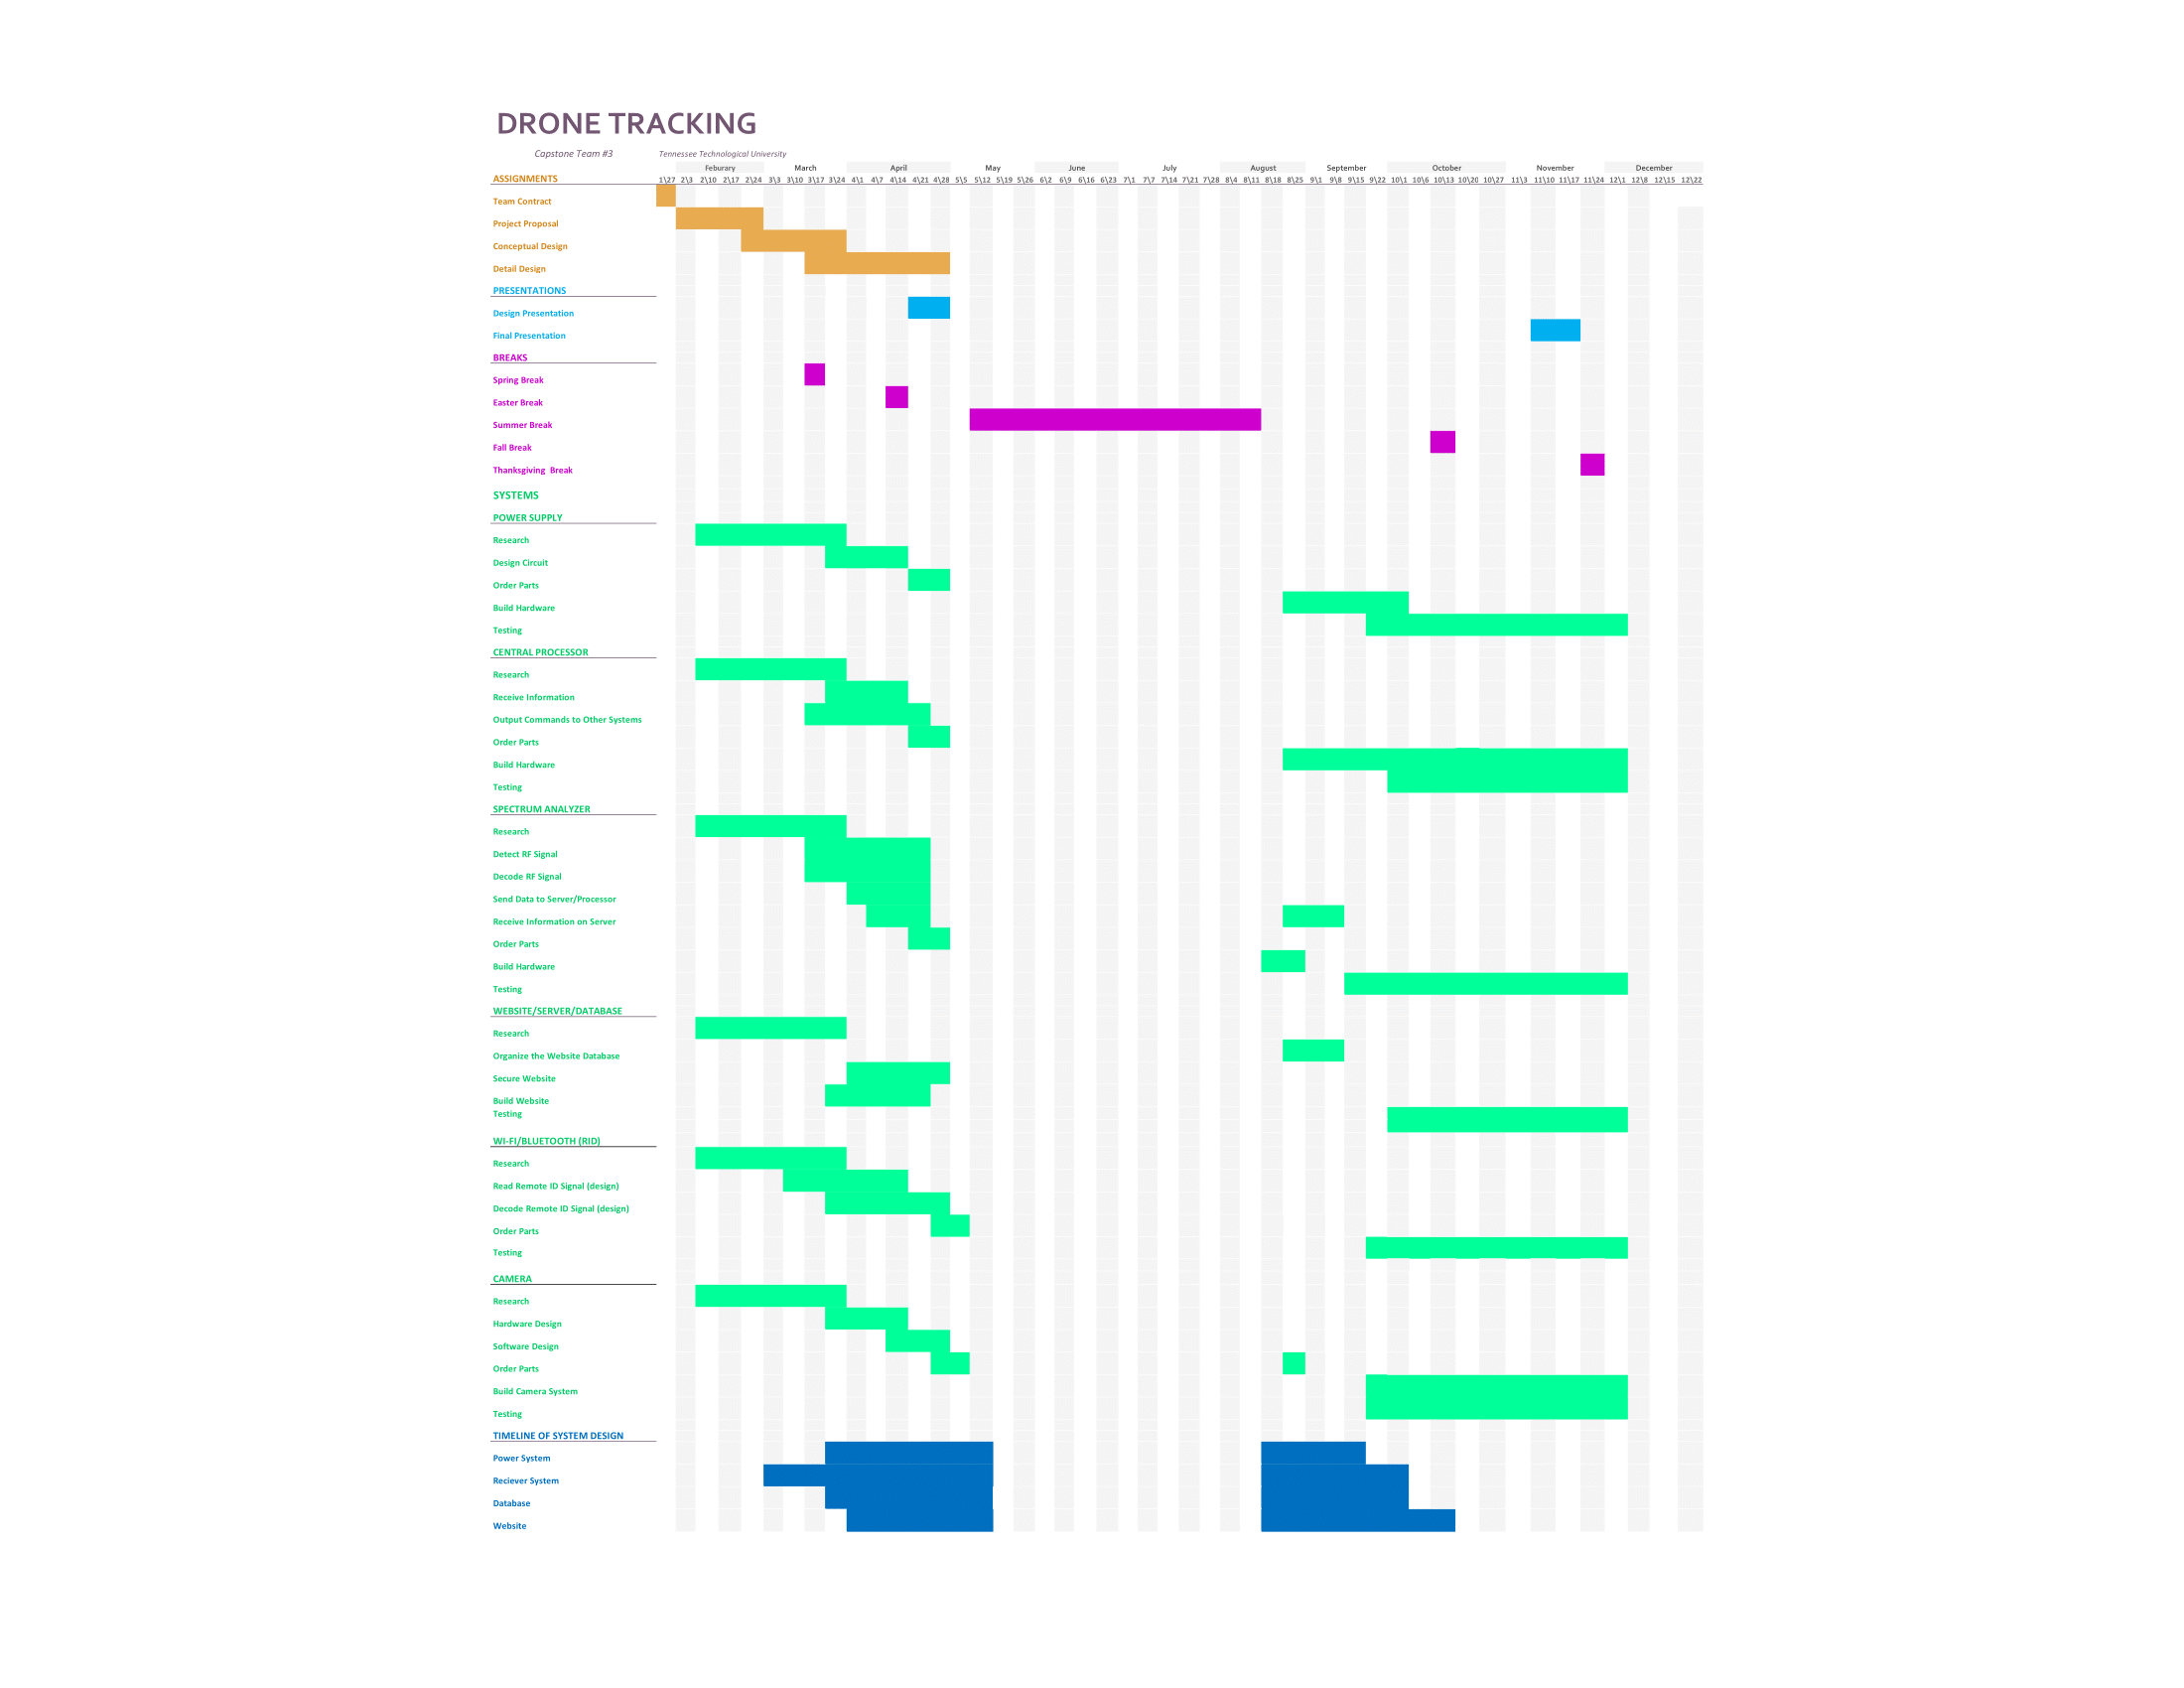 DRONE TRACKING
Capstone Team #3 Tennessee Technological University
Feburary March April May June July August September October November December
ASSIGNMENTS 1\27 2\3 2\10 2\17 2\24 3\3 3\10 3\17 3\24 4\1 4\7 4\14 4\21 4\28 5\5 5\12 5\19 5\26 6\2 6\9 6\16 6\23 7\1 7\7 7\14 7\21 7\28 8\4 8\11 8\18 8\25 9\1 9\8 9\15 9\22 10\1 10\6 10\13 10\20 10\27 11\3 11\10 11\17 11\24 12\1 12\8 12\15 12\22
Team Contract
Project Proposal
Conceptual Design
Detail Design
PRESENTATIONS
Design Presentation
Final Presentation
BREAKS
Spring Break
Easter Break
Summer Break
Fall Break
Thanksgiving Break
SYSTEMS
POWER SUPPLY
Research
Design Circuit
Order Parts
Build Hardware
Testing
CENTRAL PROCESSOR
Research
Receive Information
Output Commands to Other Systems
Order Parts
Build Hardware
Testing
SPECTRUM ANALYZER
Research
Detect RF Signal
Decode RF Signal
Send Data to Server/Processor
Receive Information on Server
Order Parts
Build Hardware
Testing
WEBSITE/SERVER/DATABASE
Research
Organize the Website Database
Secure Website
Build Website
Testing
WI-FI/BLUETOOTH (RID)
Research
Read Remote ID Signal (design)
Decode Remote ID Signal (design)
Order Parts
Testing
CAMERA
Research
Hardware Design
Software Design
Order Parts
Build Camera System
Testing
TIMELINE OF SYSTEM DESIGN
Power System
Reciever System
Database
Website